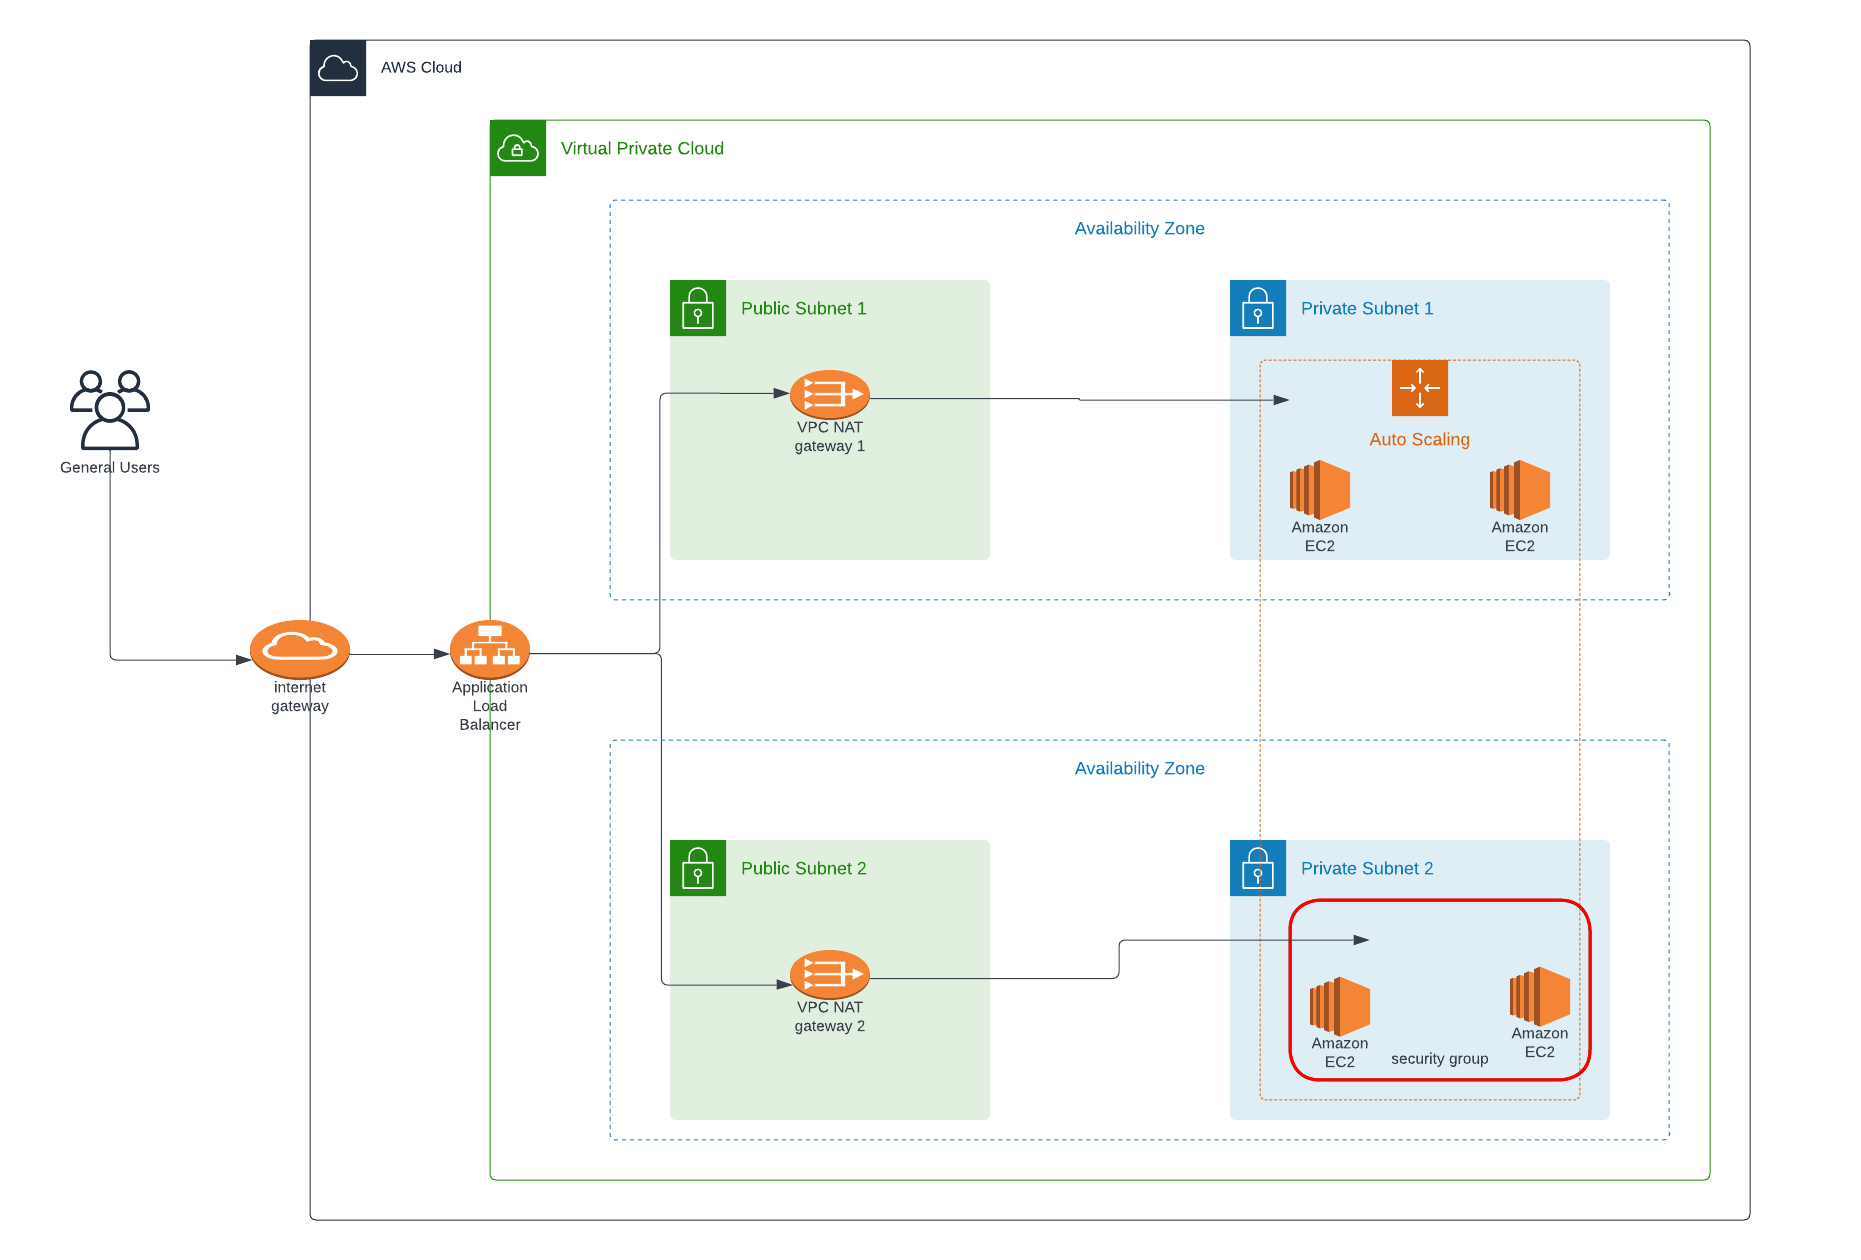 AWS Cloud
Virtual Private Cloud
Availability Zone
Public Subnet 1
Private Subnet 1
VPC NAT
gateway 1
Auto Scaling
General Users
Amazon
EC2
Amazon
EC2
internet
gateway
Application
Load
Balancer
Availability Zone
Public Subnet 2
Private Subnet 2
VPC NAT
gateway 2
Amazon
EC2
security group
Amazon
EC2